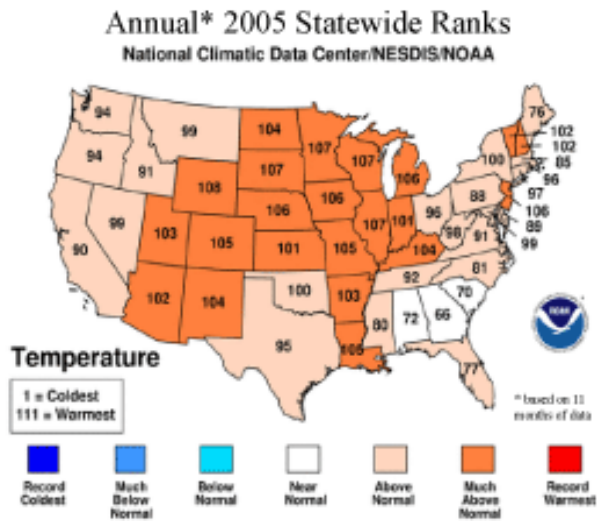 Annual* 2005 Statewide Ranks
National Climatic Data Center/NESDIS/NOAA
94
99
104
107
76
102
102
94
91
107
107
100
85
108
106
96
106
88
97
106
99
103
106
107
101
96
106
89
90
105
101
105
98
91
99
104
92
81
102
104
100
103
70
80
72
66
95
105
NOAA
77
Temperature
1 = Coldest
111 = Warmest
* based on 11
months of data
Record
Coldest
Much
Below
Normal
Below
Normal
Near
Normal
Above
Normal
Much
Above
Normal
Record
Warmest